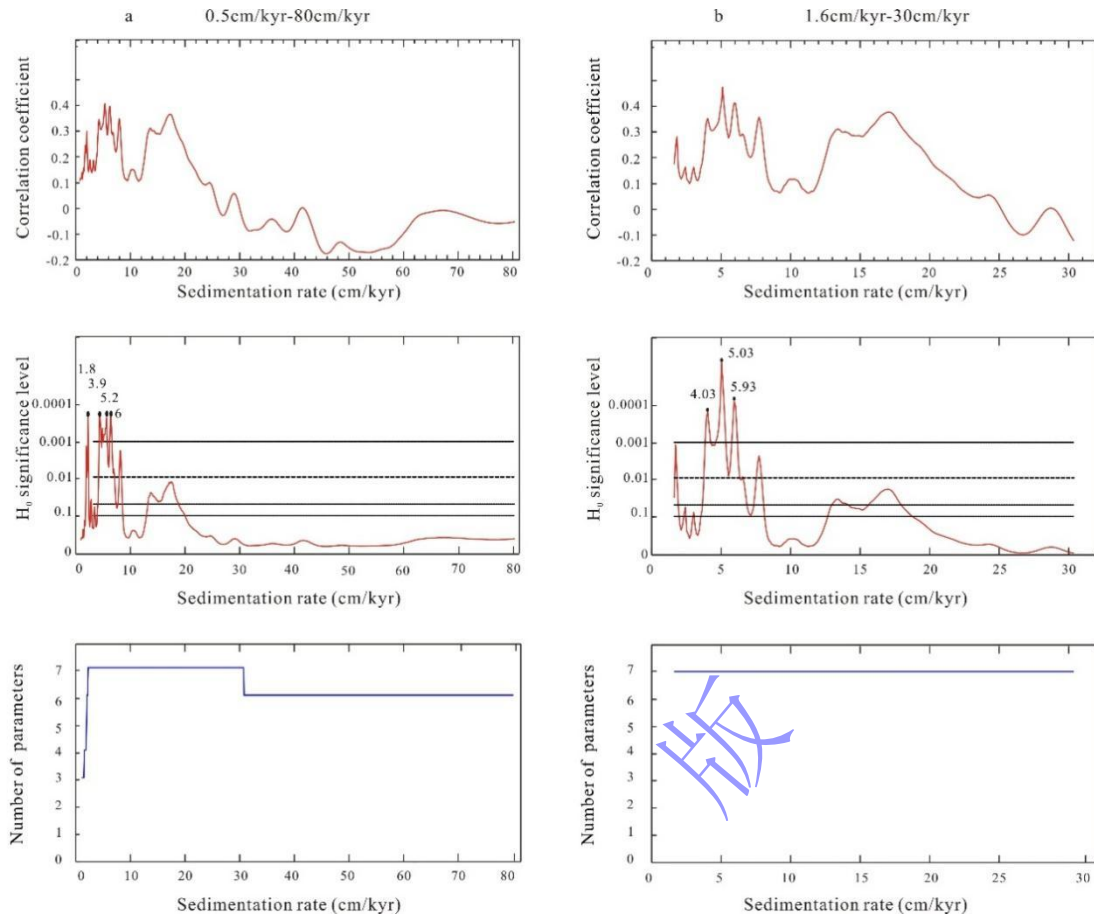 a 0.5cm/kyr-80cm/kyr
Correlation coefficient
0.4
0.3
0.2
0.1
0
-0.1
-0.2
0 10 20 30 40 50 60 70 80
Sedimentation rate (cm/kyr)
H₀ significance level
1.8
3.9
5.2
6
0.0001
0.001
0.01
0.1
0
0 10 20 30 40 50 60 70 80
Sedimentation rate (cm/kyr)
Number of parameters
7
6
5
4
3
2
1
0
0 10 20 30 40 50 60 70 80
Sedimentation rate (cm/kyr)
b 1.6cm/kyr-30cm/kyr
Correlation coefficient
0.4
0.3
0.2
0.1
0
-0.1
-0.2
0 5 10 15 20 25 30
Sedimentation rate (cm/kyr)
H₀ significance level
5.03
4.03
5.93
0.0001
0.001
0.01
0.1
0
0 5 10 15 20 25 30
Sedimentation rate (cm/kyr)
Number of parameters
7
6
5
4
3
2
1
0
0 5 10 15 20 25 30
Sedimentation rate (cm/kyr)
版